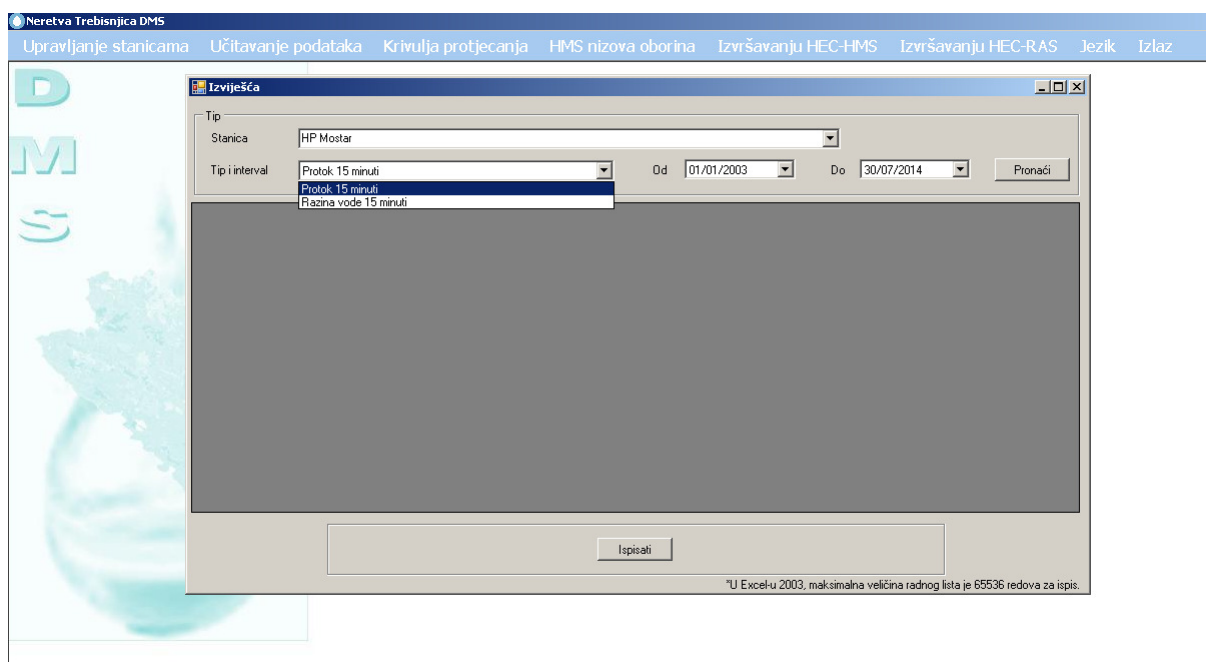 Neretva Trebisnjica DMS
Upravljanje stanicama Učitavanje podataka Krivulja protjecanja HMS nizova oborina Izvršavanju HEC-HMS Izvršavanju HEC-RAS Jezik Izlaz
D
M
S
Izviješća
Tip
Stanica HP Mostar
Tip i interval Protok 15 minuti Od 01/01/2003 Do 30/07/2014 Pronaći
Protok 15 minuti
Razina vode 15 minuti
Ispisati
*U Excel-u 2003, maksimalna veličina radnog lista je 65536 redova za ispis.